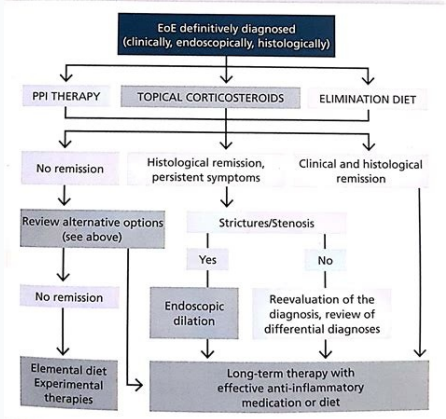 EoE definitively diagnosed
(clinically, endoscopically, histologically)
PPI THERAPY
TOPICAL CORTICOSTEROIDS
ELIMINATION DIET
No remission
Histological remission,
persistent symptoms
Clinical and histological
remission
Review alternative options
(see above)
Strictures/Stenosis
Yes
No
No remission
Endoscopic
dilation
Reevaluation of the
diagnosis, review of
differential diagnoses
Elemental diet
Experimental
therapies
Long-term therapy with
effective anti-inflammatory
medication or diet